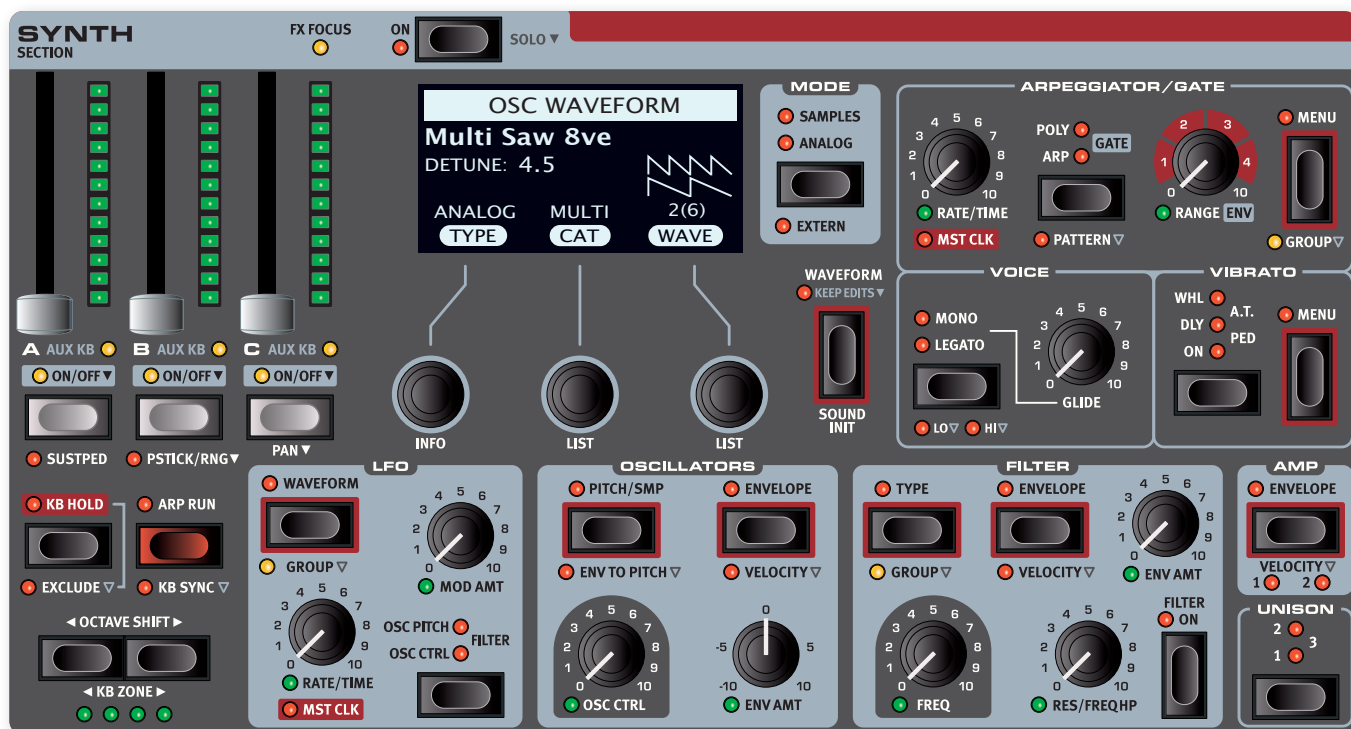 SYNTH
SECTION
FX FOCUS
ON
SOLO ▼
OSC WAVEFORM
Multi Saw 8ve
DETUNE: 4.5
ANALOG MULTI 2(6)
TYPE CAT WAVE
INFO
LIST
LIST
MODE
SAMPLES
ANALOG
EXTERN
WAVEFORM
KEEP EDITS ▼
SOUND
INIT
ARPEGGIATOR/GATE
0 1 2 3 4 5 6 7 8 9 10
RATE/TIME
MST CLK
POLY
ARP
GATE
PATTERN ▽
0 1 2 3 4 10
RANGE ENV
MENU
GROUP ▽
VOICE
MONO
LEGATO
LO ▽ HI ▽
0 1 2 3 4 5 6 7 8 9 10
GLIDE
VIBRATO
WHL
DLY
ON
A.T.
PED
MENU
A AUX KB
B AUX KB
C AUX KB
ON/OFF ▼
ON/OFF ▼
ON/OFF ▼
SUSTPED
PSTICK/RNG ▼
PAN ▼
KB HOLD
ARP RUN
EXCLUDE ▽
KB SYNC ▽
◄ OCTAVE SHIFT ►
◄ KB ZONE ►
LFO
WAVEFORM
GROUP ▽
0 1 2 3 4 5 6 7 8 9 10
MOD AMT
0 1 2 3 4 5 6 7 8 9 10
RATE/TIME
MST CLK
OSC PITCH
OSC CTRL
FILTER
OSCILLATORS
PITCH/SMP
ENV TO PITCH ▽
ENVELOPE
VELOCITY ▽
0 1 2 3 4 5 6 7 8 9 10
OSC CTRL
-10 -5 0 5 10
ENV AMT
FILTER
TYPE
GROUP ▽
ENVELOPE
VELOCITY ▽
0 1 2 3 4 5 6 7 8 9 10
ENV AMT
0 1 2 3 4 5 6 7 8 9 10
FREQ
0 1 2 3 4 5 6 7 8 9 10
RES/FREQ HP
FILTER
ON
AMP
ENVELOPE
VELOCITY ▽
1 2
UNISON
2
3
1